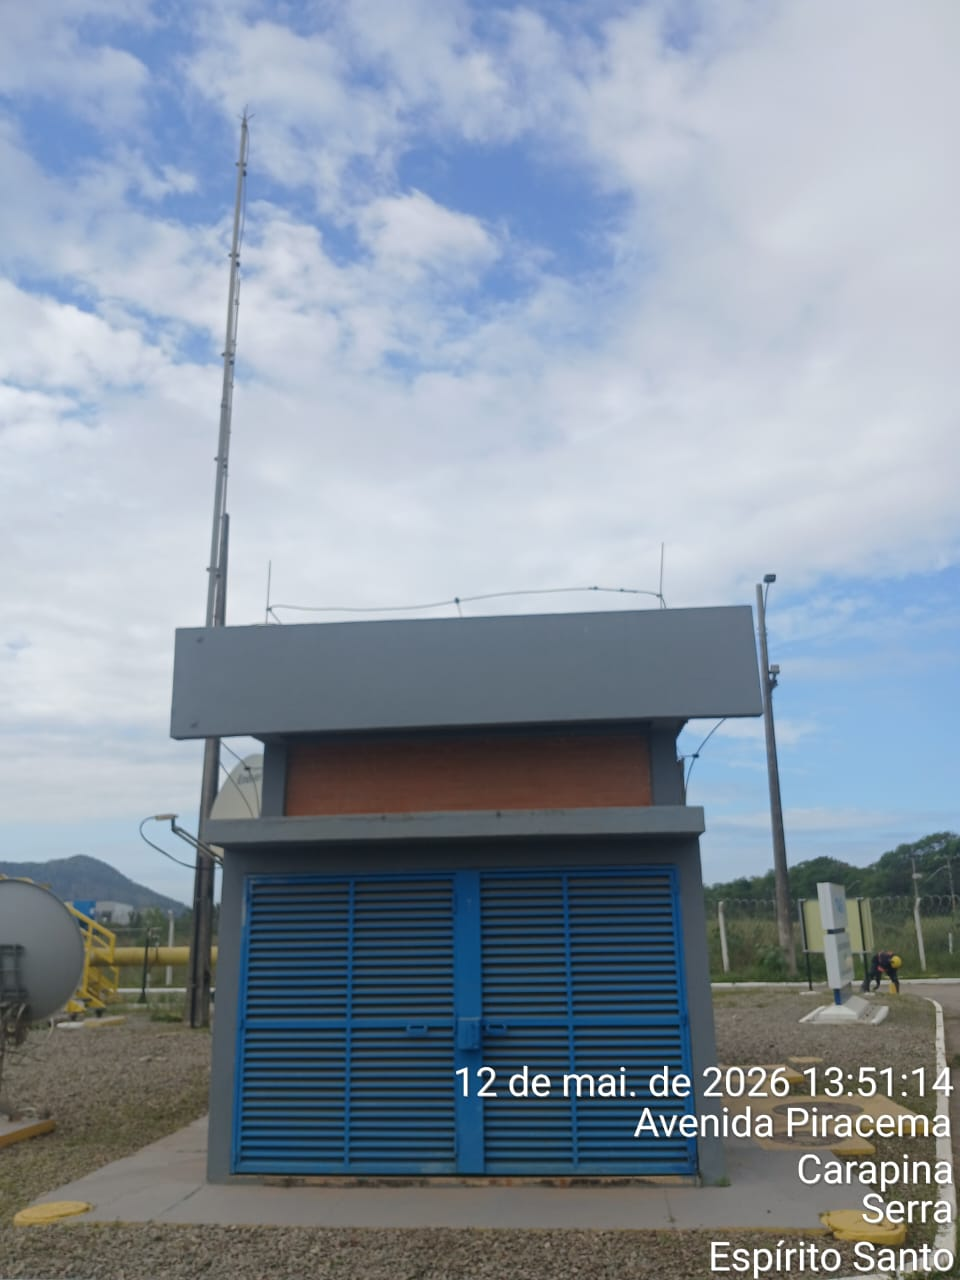 12 de mai. de 2026 13:51:14
Avenida Piracema
Carapina
Serra
Espírito Santo